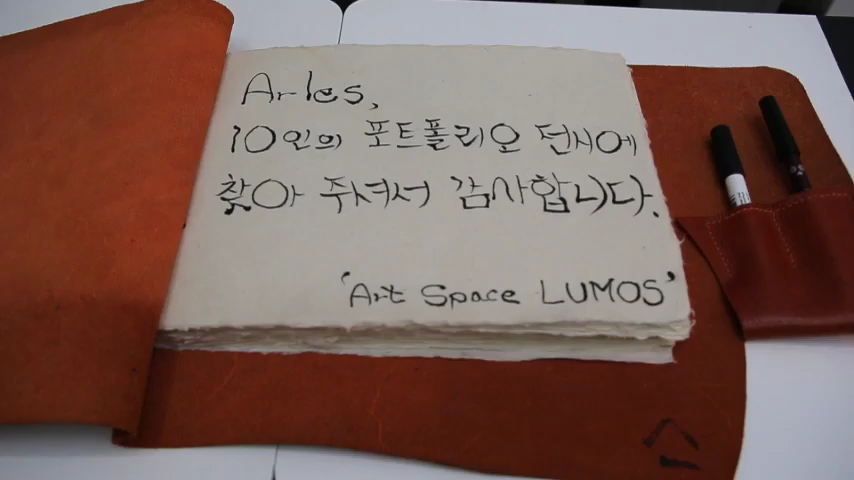 Arles,
10인의 포트폴리오 전시에
찾아 주셔서 감사합니다.
'Art Space LUMOS'